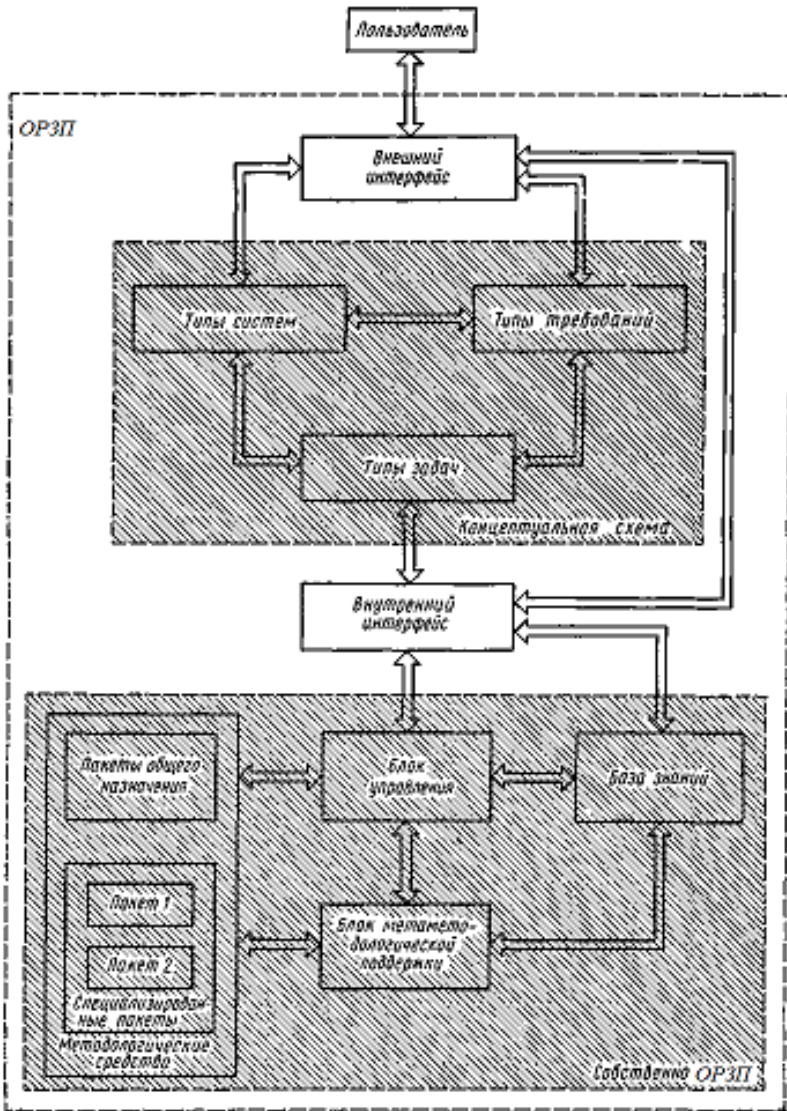 Пользователь
ОРЗП
Внешний
интерфейс
Типы систем
Типы требований
Типы задач
Концептуальная схема
Внутренний
интерфейс
Пакеты общего
назначения
Блок
управления
База знаний
Пакет 1
Пакет 2
Специализирован-
ные пакеты
Методологические
средства
Блок метамето-
дологической
поддержки
Собственно ОРЗП